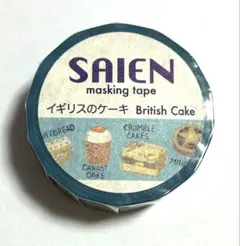 SAIEN
masking tape
イギリスのケーキ British Cake
CRUMBLE
CAKES
CARROT
CAKE